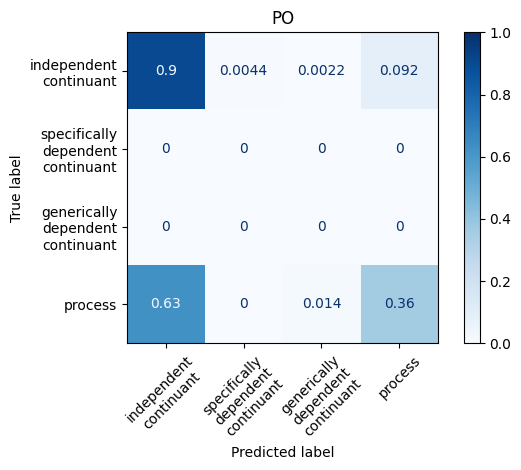 PO
independent
continuant
0.9 0.0044 0.0022 0.092
specifically
dependent
continuant
0 0 0 0
generically
dependent
continuant
0 0 0 0
process
0.63 0 0.014 0.36
True label
independent
continuant
specifically
dependent
continuant
generically
dependent
continuant
process
Predicted label
1.0
0.8
0.6
0.4
0.2
0.0